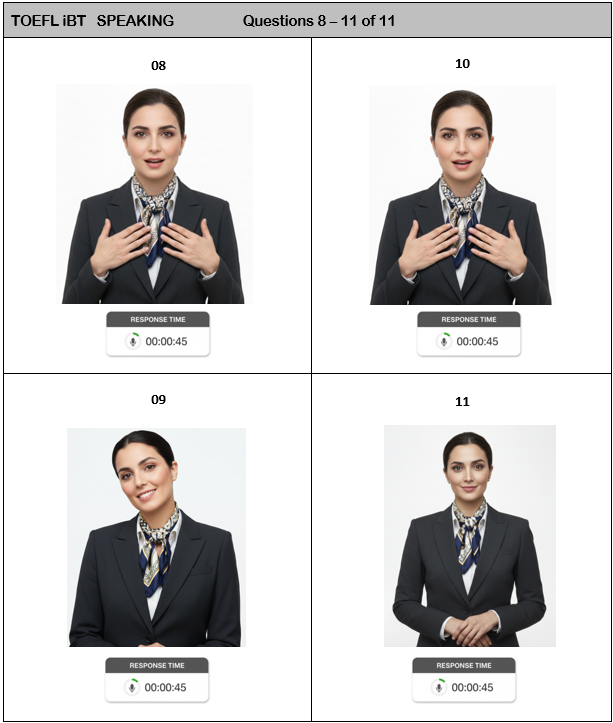 TOEFL iBT SPEAKING Questions 8 – 11 of 11
08
RESPONSE TIME
00:00:45
10
RESPONSE TIME
00:00:45
09
RESPONSE TIME
00:00:45
11
RESPONSE TIME
00:00:45